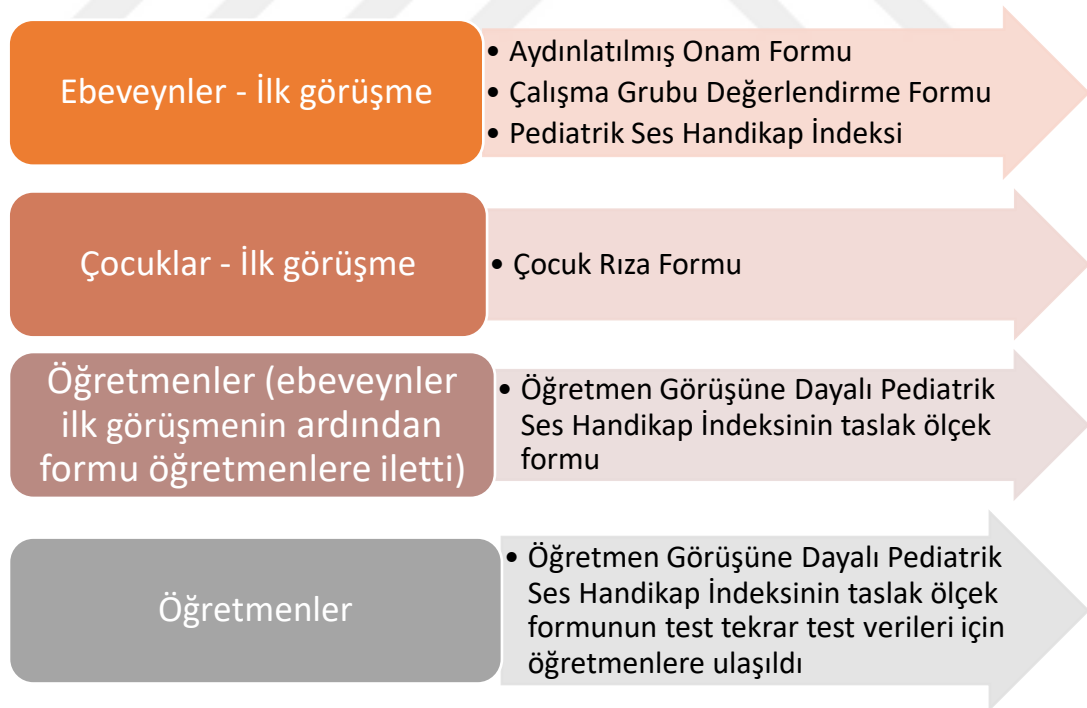 Ebeveynler - İlk görüşme
• Aydınlatılmış Onam Formu
• Çalışma Grubu Değerlendirme Formu
• Pediatrik Ses Handikap İndeksi
Çocuklar - İlk görüşme
• Çocuk Rıza Formu
Öğretmenler (ebeveynler
ilk görüşmenin ardından
formu öğretmenlere iletti)
• Öğretmen Görüşüne Dayalı Pediatrik
Ses Handikap İndeksinin taslak ölçek
formu
Öğretmenler
• Öğretmen Görüşüne Dayalı Pediatrik
Ses Handikap İndeksinin taslak ölçek
formunun test tekrar test verileri için
öğretmenlere ulaşıldı